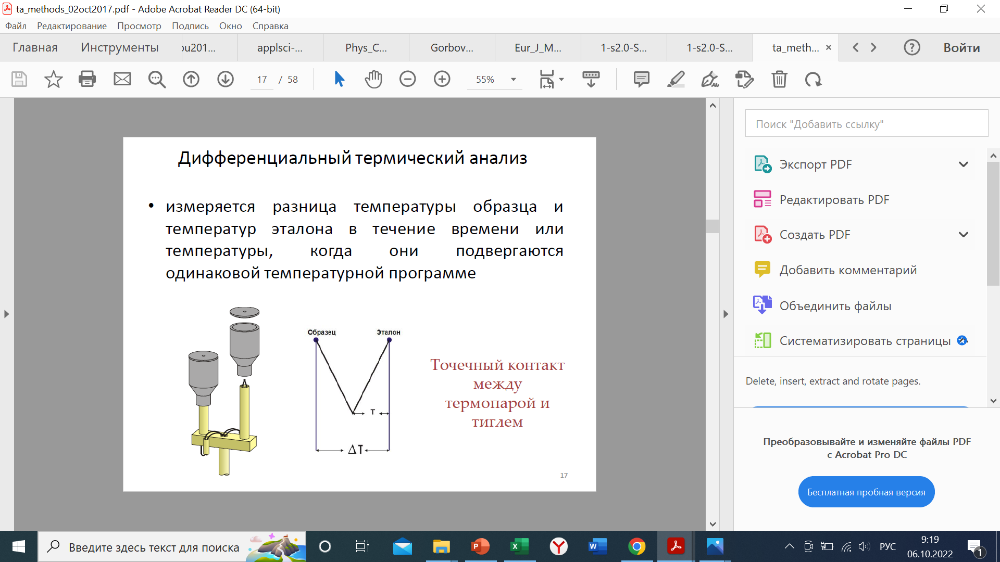 ta_methods_02oct2017.pdf - Adobe Acrobat Reader DC (64-bit)
Файл Редактирование Просмотр Подпись Окно Справка
Главная Инструменты ou201... applsci-... Phys_C... Gorbov... Eur_J_M... 1-s2.0-S... 1-s2.0-S... ta_meth... Войти
17 / 58 55%
Поиск "Добавить ссылку"
Экспорт PDF
Редактировать PDF
Создать PDF
Добавить комментарий
Объединить файлы
Систематизировать страницы
Delete, insert, extract and rotate pages.
Преобразовывайте и изменяйте файлы PDF
с Acrobat Pro DC
Бесплатная пробная версия
Дифференциальный термический анализ
• измеряется разница температуры образца и
температур эталона в течение времени или
температуры, когда они подвергаются
одинаковой температурной программе
Образец Эталон
T
ΔT
Точечный контакт
между
термопарой и
тиглем
17
Введите здесь текст для поиска
РУС
9:19
06.10.2022
1